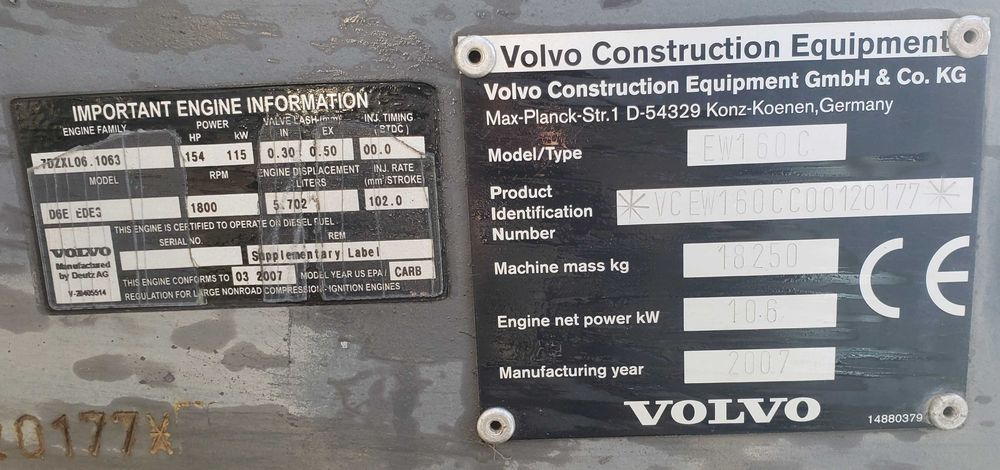 IMPORTANT ENGINE INFORMATION
ENGINE FAMILY POWER VALVE LASH INJ. TIMING
HP kW IN EX (BTDC)
7DZXL06.1063 154 115 0.30 0.50 00.0
MODEL RPM ENGINE DISPLACEMENT INJ. RATE
LITERS (mm³/STROKE)
D6E EDE3 1800 5.702 102.0
THIS ENGINE IS CERTIFIED TO OPERATE ON DIESEL FUEL.
SERIAL NO. REM
VOLVO Supplementary Label
Manufactured
by Deutz AG
V-20405514
THIS ENGINE CONFORMS TO 03 2007 MODEL YEAR US EPA / CARB
REGULATION FOR LARGE NONROAD COMPRESSION-IGNITION ENGINES
20177*
Volvo Construction Equipment
Volvo Construction Equipment GmbH & Co. KG
Max-Planck-Str.1 D-54329 Konz-Koenen,Germany
Model/Type EW160C
Product
Identification *VCEW160CC00120177*
Number
Machine mass kg 18250
Engine net power kW 106
Manufacturing year 2007
CE
VOLVO 14880379